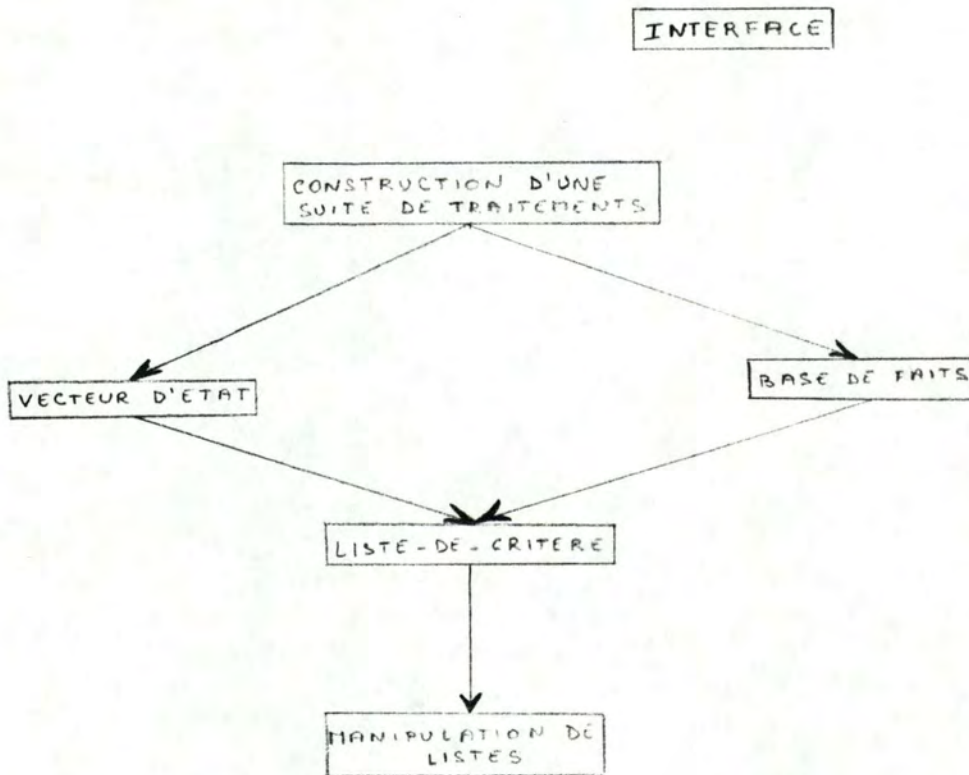 INTERFACE
CONSTRUCTION D'UNE
SUITE DE TRAITEMENTS
VECTEUR D'ETAT
BASE DE FAITS
LISTE-DE-CRITERE
MANIPULATION DE
LISTES